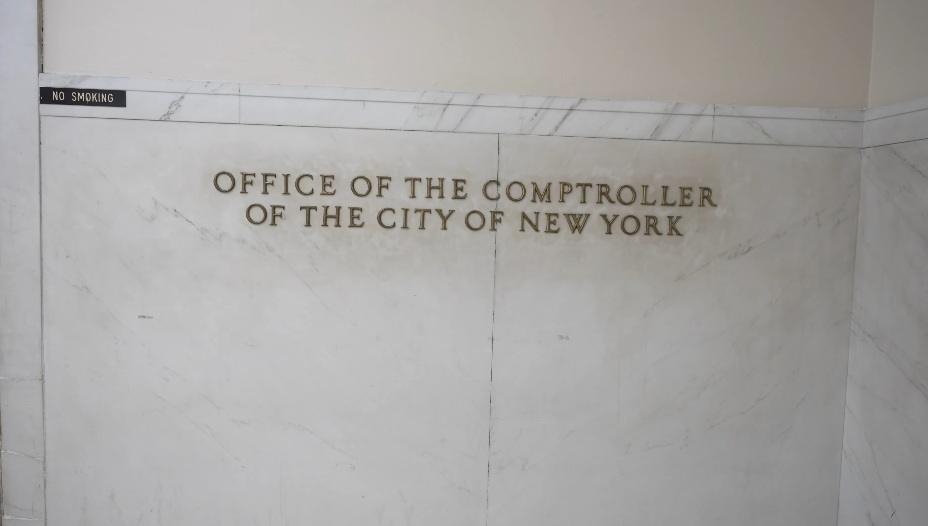 NO SMOKING
OFFICE OF THE COMPTROLLER
OF THE CITY OF NEW YORK